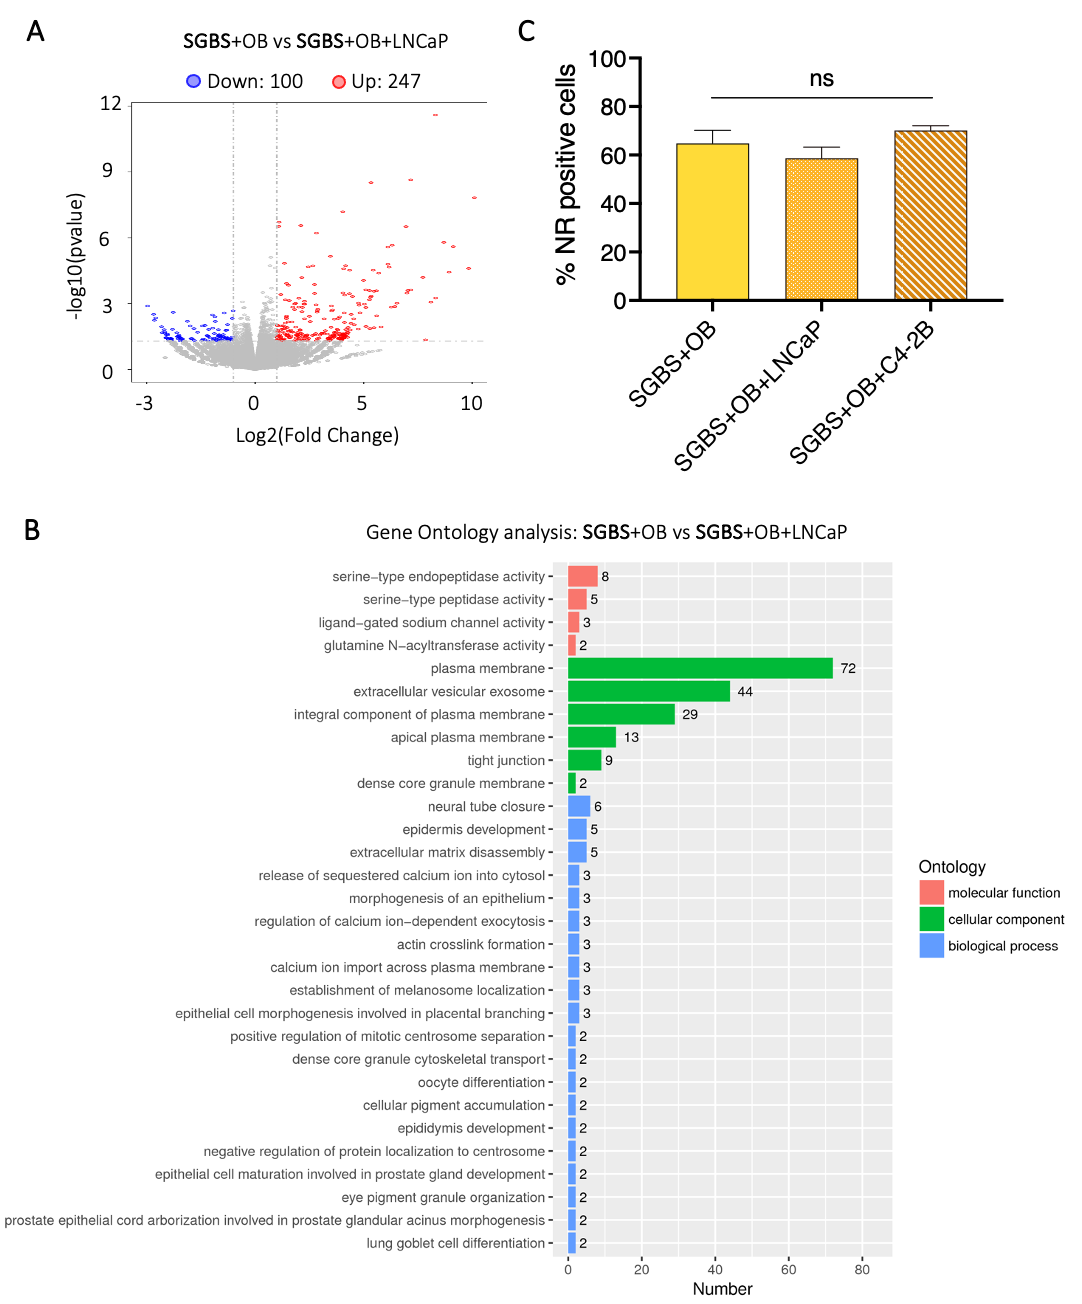 A
SGBS+OB vs SGBS+OB+LNCaP
Down: 100 Up: 247
12
9
6
3
0
-log10(pvalue)
-3 0 5 10
Log2(Fold Change)
C
100
80
60
40
20
0
% NR positive cells
ns
SGBS+OB
SGBS+OB+LNCaP
SGBS+OB+C4-2B
B
Gene Ontology analysis: SGBS+OB vs SGBS+OB+LNCaP
serine−type endopeptidase activity 8
serine−type peptidase activity 5
ligand−gated sodium channel activity 3
glutamine N−acyltransferase activity 2
plasma membrane 72
extracellular vesicular exosome 44
integral component of plasma membrane 29
apical plasma membrane 13
tight junction 9
dense core granule membrane 2
neural tube closure 6
epidermis development 5
extracellular matrix disassembly 5
release of sequestered calcium ion into cytosol 3
morphogenesis of an epithelium 3
regulation of calcium ion−dependent exocytosis 3
actin crosslink formation 3
calcium ion import across plasma membrane 3
establishment of melanosome localization 3
epithelial cell morphogenesis involved in placental branching 3
positive regulation of mitotic centrosome separation 2
dense core granule cytoskeletal transport 2
oocyte differentiation 2
cellular pigment accumulation 2
epididymis development 2
negative regulation of protein localization to centrosome 2
epithelial cell maturation involved in prostate gland development 2
eye pigment granule organization 2
prostate epithelial cord arborization involved in prostate glandular acinus morphogenesis 2
lung goblet cell differentiation 2
0 20 40 60 80
Number
Ontology
molecular function
cellular component
biological process